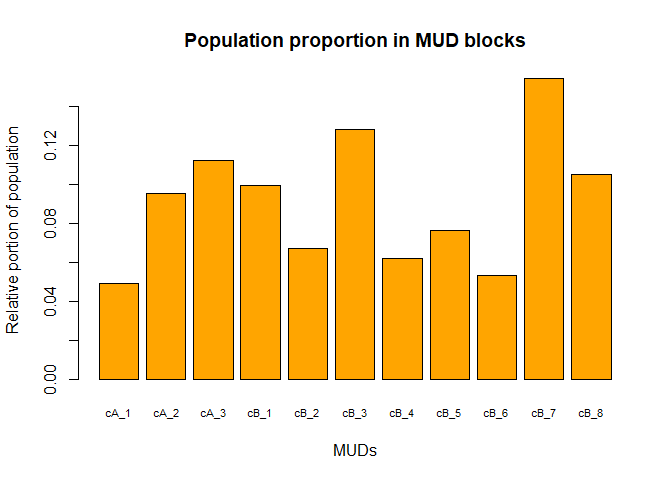 Population proportion in MUD blocks
Relative portion of population
0.12
0.08
0.04
0.00
cA_1 cA_2 cA_3 cB_1 cB_2 cB_3 cB_4 cB_5 cB_6 cB_7 cB_8
MUDs